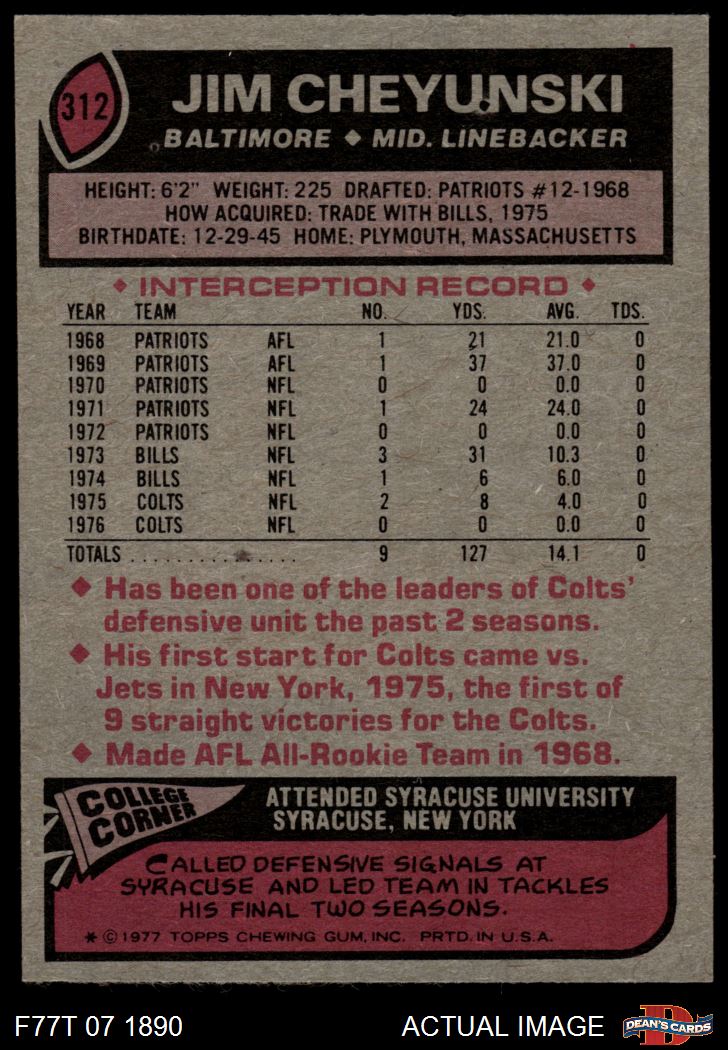 312
JIM CHEYUNSKI
BALTIMORE ◆ MID. LINEBACKER
HEIGHT: 6'2" WEIGHT: 225 DRAFTED: PATRIOTS #12-1968
HOW ACQUIRED: TRADE WITH BILLS, 1975
BIRTHDATE: 12-29-45 HOME: PLYMOUTH, MASSACHUSETTS
◆ INTERCEPTION RECORD ◆
YEAR TEAM NO. YDS. AVG. TDS.
1968 PATRIOTS AFL 1 21 21.0 0
1969 PATRIOTS AFL 1 37 37.0 0
1970 PATRIOTS NFL 0 0 0.0 0
1971 PATRIOTS NFL 1 24 24.0 0
1972 PATRIOTS NFL 0 0 0.0 0
1973 BILLS NFL 3 31 10.3 0
1974 BILLS NFL 1 6 6.0 0
1975 COLTS NFL 2 8 4.0 0
1976 COLTS NFL 0 0 0.0 0
TOTALS . . . . . . . . . . . . . . . 9 127 14.1 0
◆ Has been one of the leaders of Colts'
defensive unit the past 2 seasons.
◆ His first start for Colts came vs.
Jets in New York, 1975, the first of
9 straight victories for the Colts.
◆ Made AFL All-Rookie Team in 1968.
COLLEGE
CORNER
ATTENDED SYRACUSE UNIVERSITY
SYRACUSE, NEW YORK
CALLED DEFENSIVE SIGNALS AT
SYRACUSE AND LED TEAM IN TACKLES
HIS FINAL TWO SEASONS.
* © 1977 TOPPS CHEWING GUM, INC. PRTD. IN U.S.A.
F77T 07 1890
ACTUAL IMAGE
D
DEAN'S CARDS